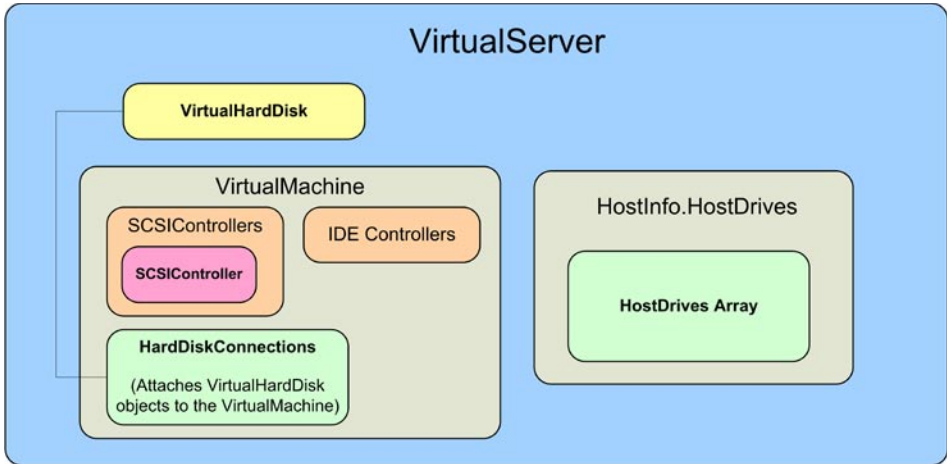 VirtualServer
VirtualHardDisk
VirtualMachine
SCSIControllers
SCSIController
IDE Controllers
HardDiskConnections
(Attaches VirtualHardDisk
objects to the VirtualMachine)
HostInfo.HostDrives
HostDrives Array